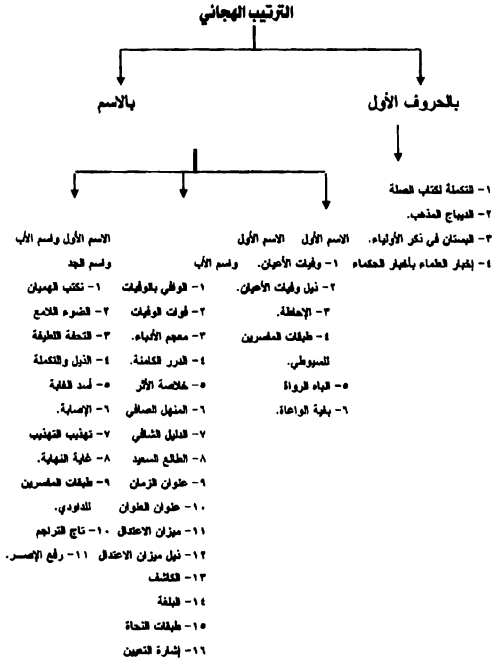 الترتيب الهجائي
بالحروف الأول
بالاسم
١- التكملة لكتاب الصلة
٢- الديباج المذهب.
٣- البستان في ذكر الأولياء.
٤- إخبار العلماء بأخبار الحكماء
الاسم الأول
١- وفيات الأعيان.
٢- ذيل وفيات الأعيان.
٣- الإحاطة.
٤- طبقات المفسرين
للسيوطي.
٥- انباه الرواة
٦- بغية الواعاة.
الاسم الأول
واسم الأب
١- الوافي بالوفيات
٢- فوات الوفيات
٣- معجم الأدباء.
٤- الدرر الكامنة.
٥- خلاصة الأثر
٦- المنهل الصافي
٧- الدليل الشافي
٨- الطالع السعيد
٩- عنوان الزمان
١٠- عنوان العنوان
١١- ميزان الاعتدال
١٢- ذيل ميزان الاعتدال
١٣- الكاشف
١٤- البلغة
١٥- طبقات النحاة
١٦- إشارة التعيين
الاسم الأول واسم الأب
واسم الجد
١- نكتب الهميان
٢- الضوء اللامع
٣- التحفة اللطيفة
٤- الذيل والتكملة
٥- أسد الغابة
٦- الإصابة.
٧- تهذيب التهذيب
٨- غاية النهاية.
٩- طبقات المفسرين
للداودي.
١٠- تاج التراجم
١١- رفع الإصـر.